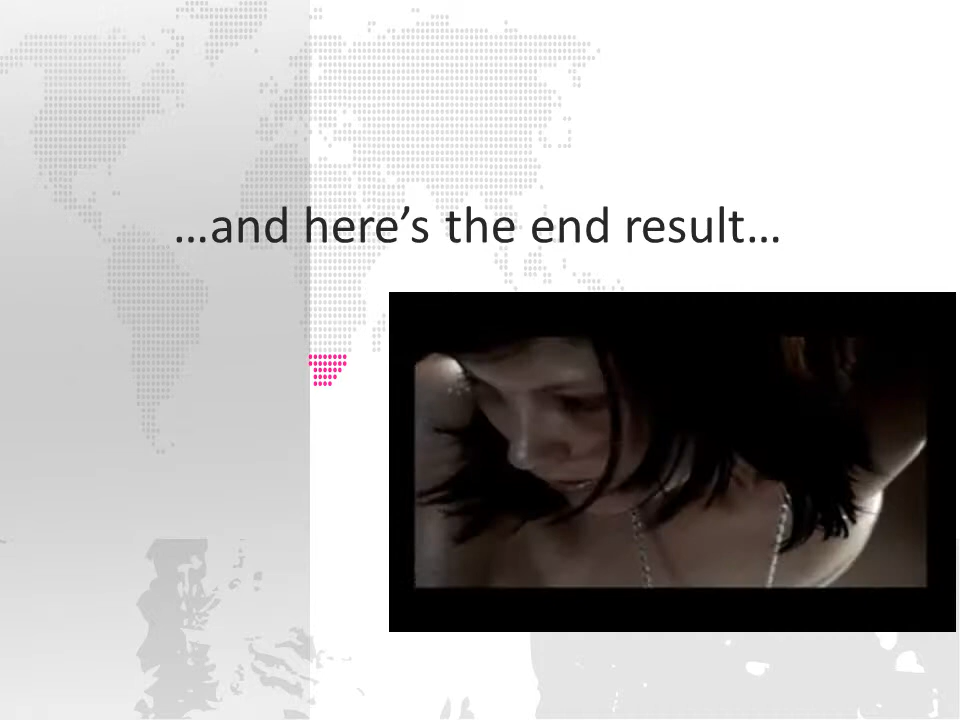 …and here’s the end result…